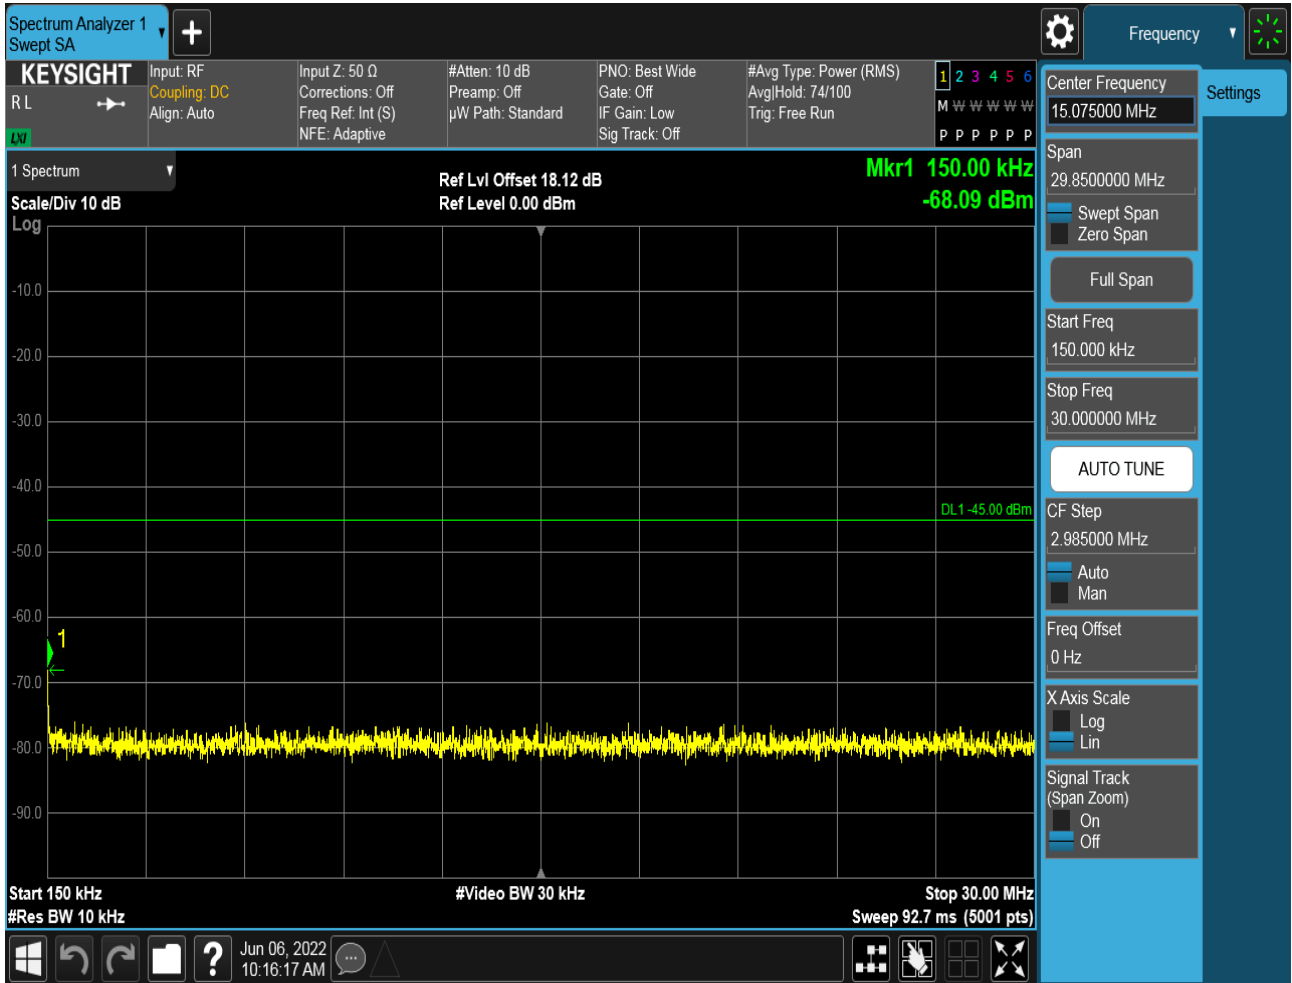 Spectrum Analyzer 1
Swept SA
Frequency
KEYSIGHT
R L
LXI
Input: RF
Coupling: DC
Align: Auto
Input Z: 50 Ω
Corrections: Off
Freq Ref: Int (S)
NFE: Adaptive
#Atten: 10 dB
Preamp: Off
µW Path: Standard
PNO: Best Wide
Gate: Off
IF Gain: Low
Sig Track: Off
#Avg Type: Power (RMS)
Avg|Hold: 74/100
Trig: Free Run
1 2 3 4 5 6
M W W W W W
P P P P P P
1 Spectrum
Scale/Div 10 dB
Log
Ref Lvl Offset 18.12 dB
Ref Level 0.00 dBm
Mkr1 150.00 kHz
-68.09 dBm
-10.0
-20.0
-30.0
-40.0
DL1 -45.00 dBm
-50.0
-60.0
1
-70.0
-80.0
-90.0
Start 150 kHz
#Video BW 30 kHz
Stop 30.00 MHz
#Res BW 10 kHz
Sweep 92.7 ms (5001 pts)
Center Frequency
15.075000 MHz
Settings
Span
29.8500000 MHz
Swept Span
Zero Span
Full Span
Start Freq
150.000 kHz
Stop Freq
30.000000 MHz
AUTO TUNE
CF Step
2.985000 MHz
Auto
Man
Freq Offset
0 Hz
X Axis Scale
Log
Lin
Signal Track
(Span Zoom)
On
Off
?
Jun 06, 2022
10:16:17 AM